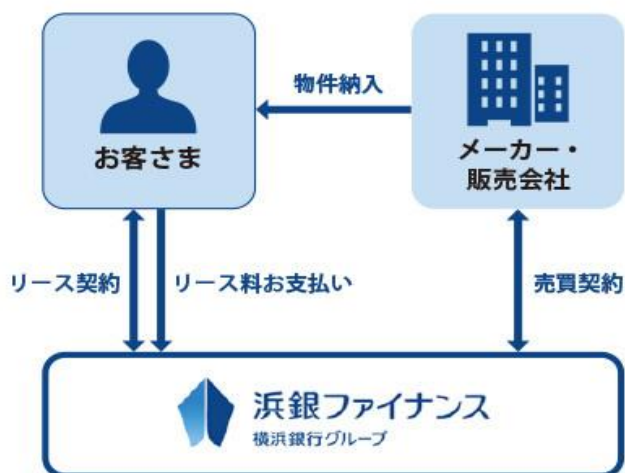 物件納入
お客さま
メーカー・
販売会社
リース契約
リース料お支払い
売買契約
浜銀ファイナンス
横浜銀行グループ